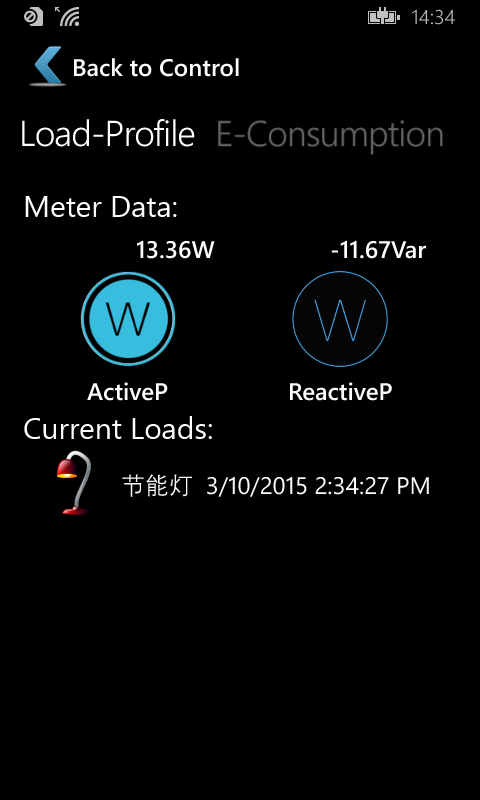 14:34
Back to Control
Load-Profile E-Consumption
Meter Data:
13.36W -11.67Var
W W
ActiveP ReactiveP
Current Loads:
节能灯 3/10/2015 2:34:27 PM